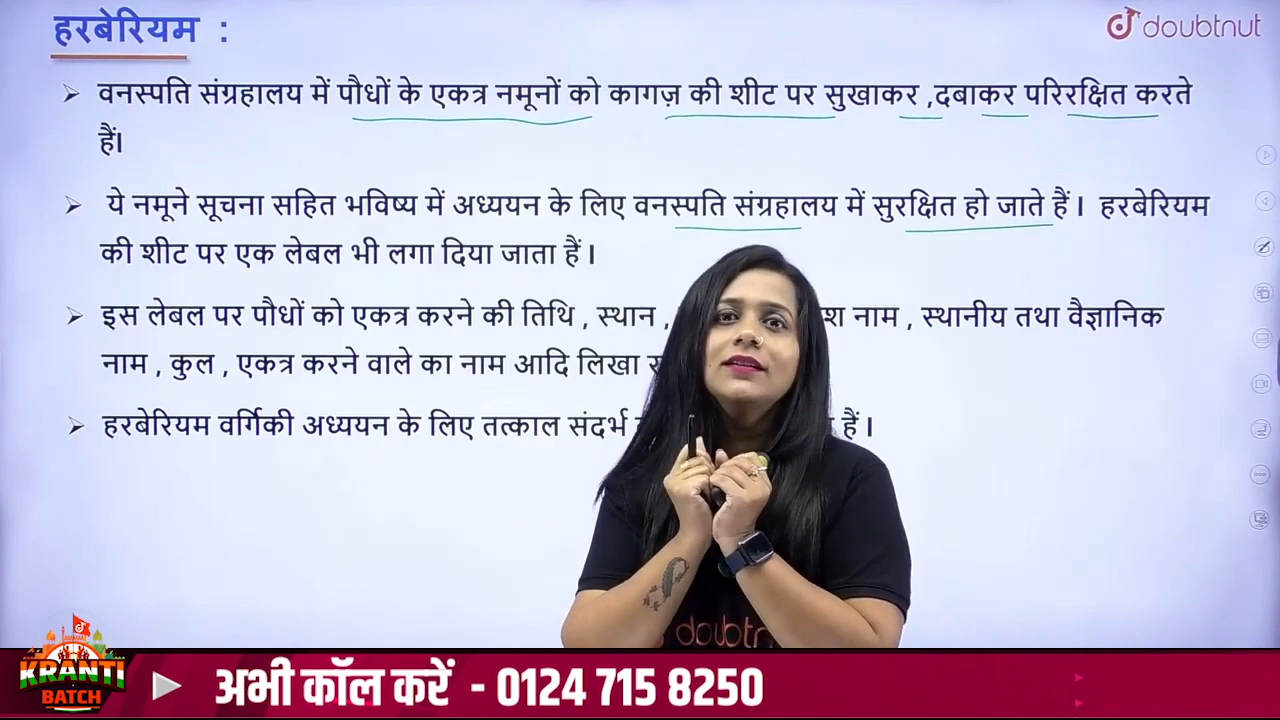 हरबेरियम :
doubtnut
➢ वनस्पति संग्रहालय में पौधों के एकत्र नमूनों को कागज़ की शीट पर सुखाकर ,दबाकर परिरक्षित करते
हैं।
➢ ये नमूने सूचना सहित भविष्य में अध्ययन के लिए वनस्पति संग्रहालय में सुरक्षित हो जाते हैं । हरबेरियम
की शीट पर एक लेबल भी लगा दिया जाता हैं ।
➢ इस लेबल पर पौधों को एकत्र करने की तिथि , स्थान , नाम , स्थानीय तथा वैज्ञानिक
नाम , कुल , एकत्र करने वाले का नाम आदि लिखा
➢ हरबेरियम वर्गिकी अध्ययन के लिए तत्काल संदर्भ हैं ।
doubtn
KRANTI
BATCH
अभी कॉल करें - 0124 715 8250